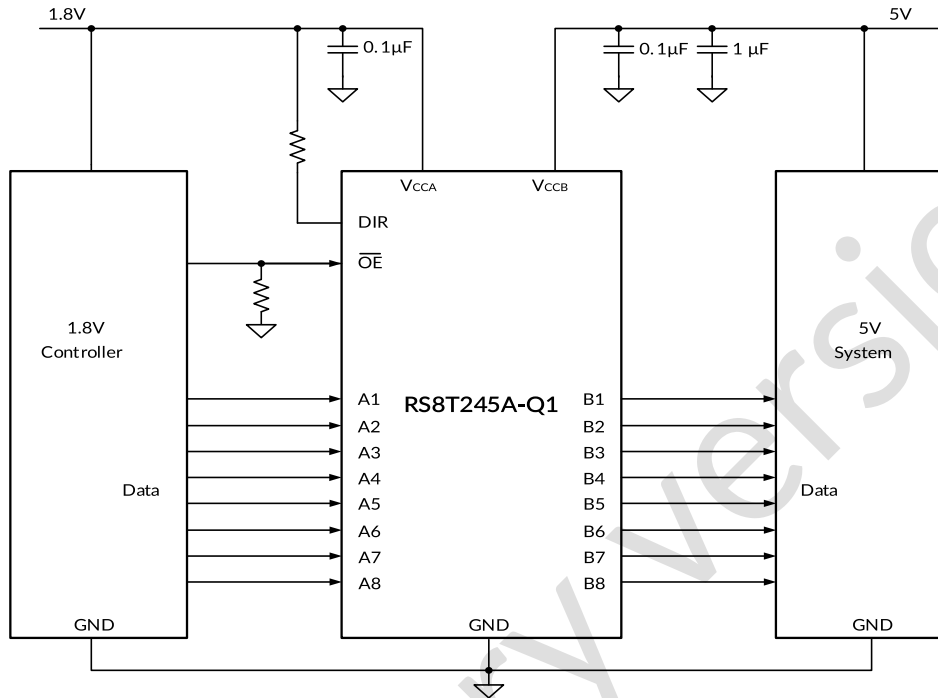 1.8V
5V
0.1µF
0.1µF
1 µF
VCCA
VCCB
DIR
OE
1.8V
Controller
5V
System
RS8T245A-Q1
A1
B1
A2
B2
A3
B3
A4
B4
Data
Data
A5
B5
A6
B6
A7
B7
A8
B8
GND
GND
GND
ry versio